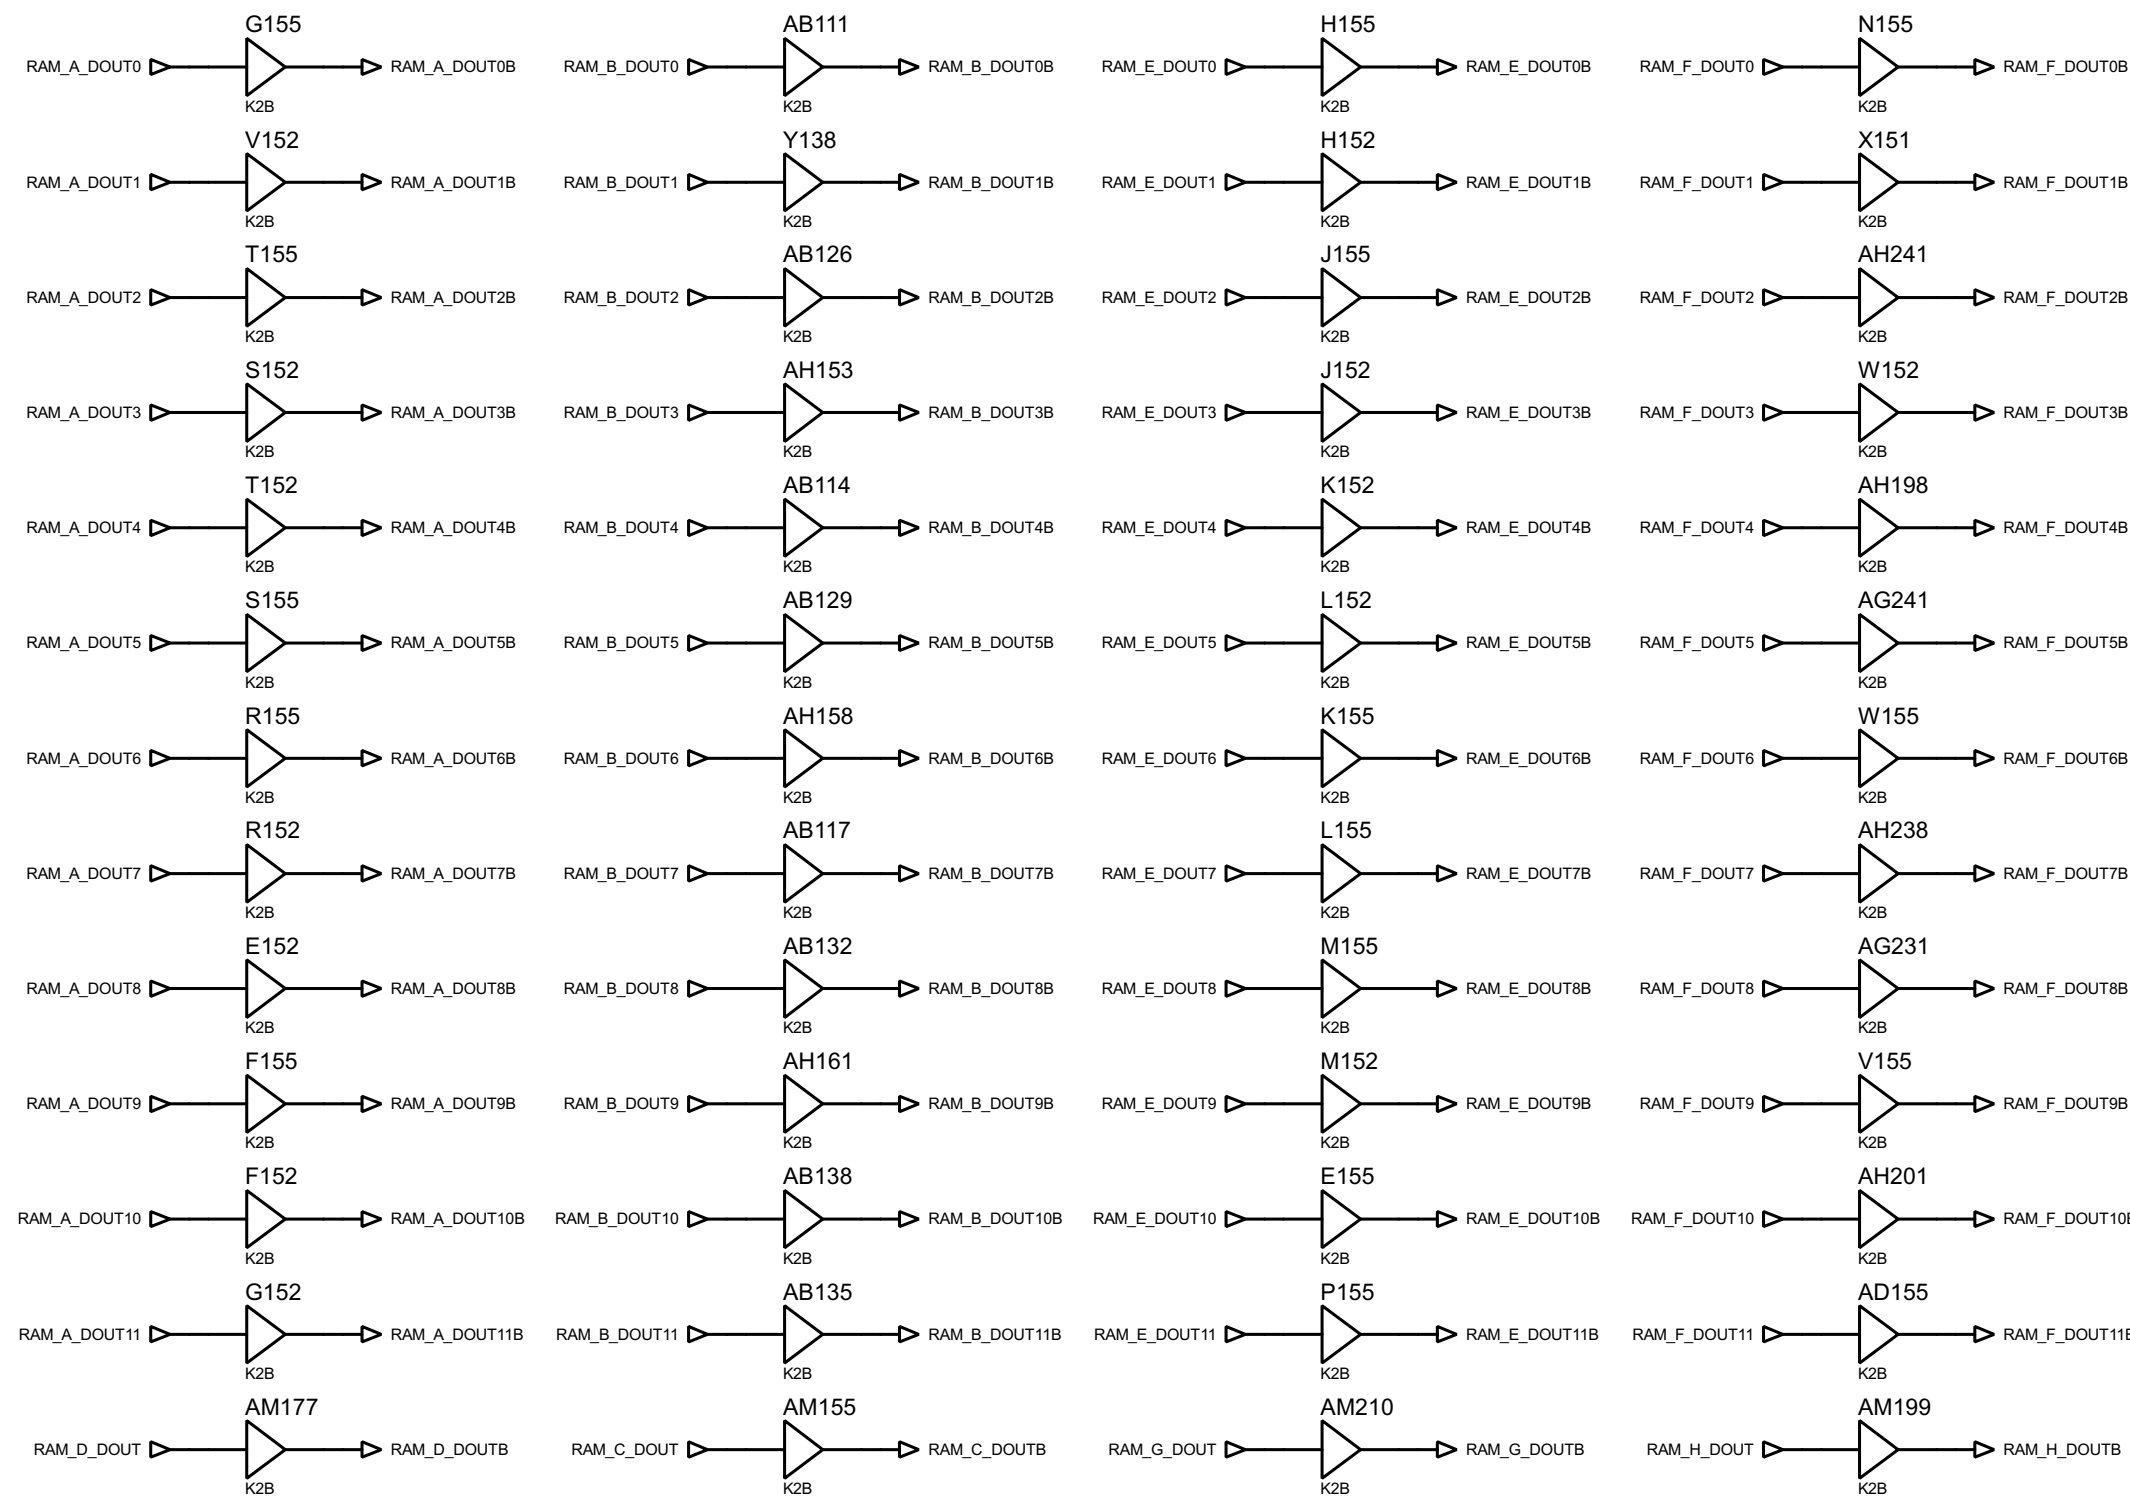 G155 AB111 H155 N155
RAM_A_DOUT0 RAM_A_DOUT0B RAM_B_DOUT0 RAM_B_DOUT0B RAM_E_DOUT0 RAM_E_DOUT0B RAM_F_DOUT0 RAM_F_DOUT0B
K2B K2B K2B K2B
V152 Y138 H152 X151
RAM_A_DOUT1 RAM_A_DOUT1B RAM_B_DOUT1 RAM_B_DOUT1B RAM_E_DOUT1 RAM_E_DOUT1B RAM_F_DOUT1 RAM_F_DOUT1B
K2B K2B K2B K2B
T155 AB126 J155 AH241
RAM_A_DOUT2 RAM_A_DOUT2B RAM_B_DOUT2 RAM_B_DOUT2B RAM_E_DOUT2 RAM_E_DOUT2B RAM_F_DOUT2 RAM_F_DOUT2B
K2B K2B K2B K2B
S152 AH153 J152 W152
RAM_A_DOUT3 RAM_A_DOUT3B RAM_B_DOUT3 RAM_B_DOUT3B RAM_E_DOUT3 RAM_E_DOUT3B RAM_F_DOUT3 RAM_F_DOUT3B
K2B K2B K2B K2B
T152 AB114 K152 AH198
RAM_A_DOUT4 RAM_A_DOUT4B RAM_B_DOUT4 RAM_B_DOUT4B RAM_E_DOUT4 RAM_E_DOUT4B RAM_F_DOUT4 RAM_F_DOUT4B
K2B K2B K2B K2B
S155 AB129 L152 AG241
RAM_A_DOUT5 RAM_A_DOUT5B RAM_B_DOUT5 RAM_B_DOUT5B RAM_E_DOUT5 RAM_E_DOUT5B RAM_F_DOUT5 RAM_F_DOUT5B
K2B K2B K2B K2B
R155 AH158 K155 W155
RAM_A_DOUT6 RAM_A_DOUT6B RAM_B_DOUT6 RAM_B_DOUT6B RAM_E_DOUT6 RAM_E_DOUT6B RAM_F_DOUT6 RAM_F_DOUT6B
K2B K2B K2B K2B
R152 AB117 L155 AH238
RAM_A_DOUT7 RAM_A_DOUT7B RAM_B_DOUT7 RAM_B_DOUT7B RAM_E_DOUT7 RAM_E_DOUT7B RAM_F_DOUT7 RAM_F_DOUT7B
K2B K2B K2B K2B
E152 AB132 M155 AG231
RAM_A_DOUT8 RAM_A_DOUT8B RAM_B_DOUT8 RAM_B_DOUT8B RAM_E_DOUT8 RAM_E_DOUT8B RAM_F_DOUT8 RAM_F_DOUT8B
K2B K2B K2B K2B
F155 AH161 M152 V155
RAM_A_DOUT9 RAM_A_DOUT9B RAM_B_DOUT9 RAM_B_DOUT9B RAM_E_DOUT9 RAM_E_DOUT9B RAM_F_DOUT9 RAM_F_DOUT9B
K2B K2B K2B K2B
F152 AB138 E155 AH201
RAM_A_DOUT10 RAM_A_DOUT10B RAM_B_DOUT10 RAM_B_DOUT10B RAM_E_DOUT10 RAM_E_DOUT10B RAM_F_DOUT10 RAM_F_DOUT10B
K2B K2B K2B K2B
G152 AB135 P155 AD155
RAM_A_DOUT11 RAM_A_DOUT11B RAM_B_DOUT11 RAM_B_DOUT11B RAM_E_DOUT11 RAM_E_DOUT11B RAM_F_DOUT11 RAM_F_DOUT11B
K2B K2B K2B K2B
AM177 AM155 AM210 AM199
RAM_D_DOUT RAM_D_DOUTB RAM_C_DOUT RAM_C_DOUTB RAM_G_DOUT RAM_G_DOUTB RAM_H_DOUT RAM_H_DOUTB
K2B K2B K2B K2B